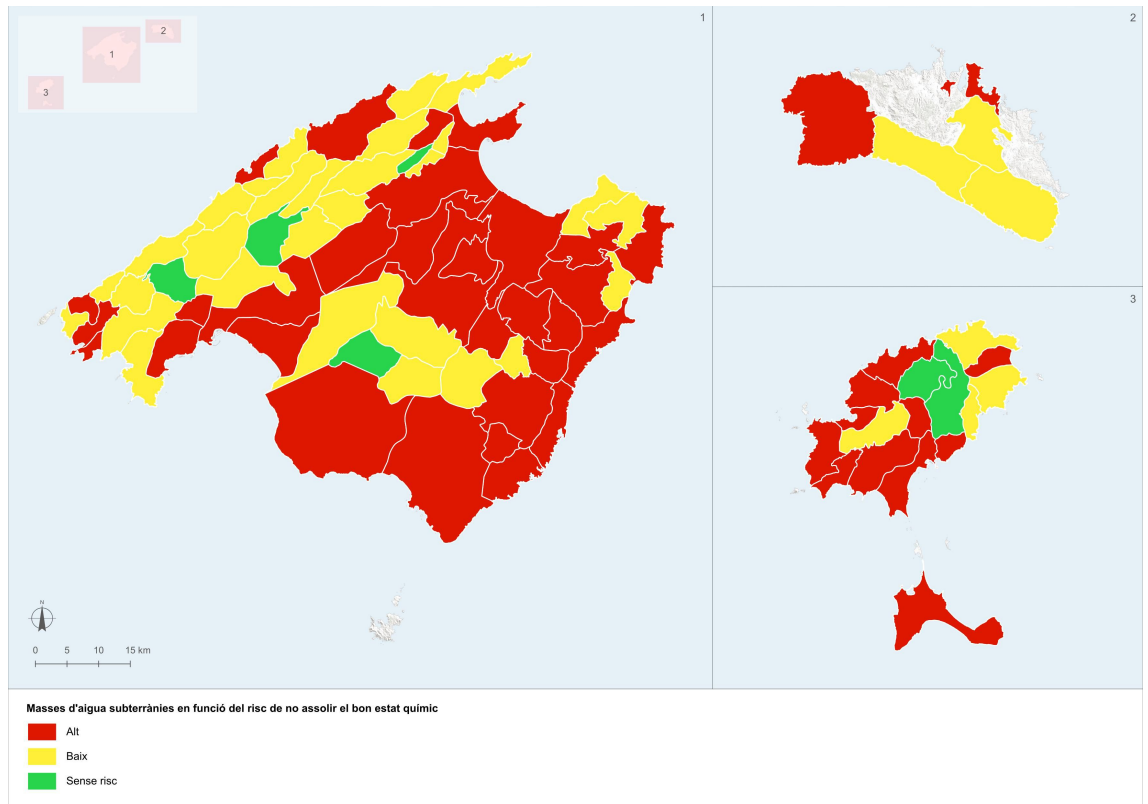 1
2
3
1
2
3
N
0 5 10 15 km
Masses d'aigua subterrànies en funció del risc de no assolir el bon estat químic
Alt
Baix
Sense risc